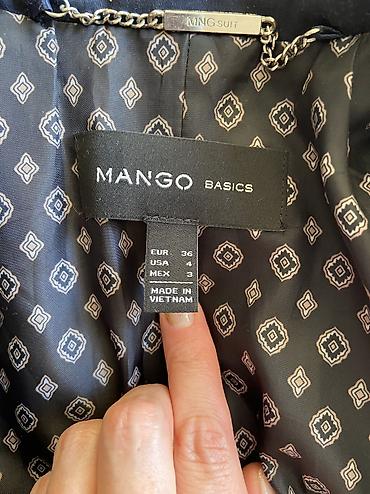 MNG SUIT
MANGO BASICS
EUR 36
USA 4
MEX 3
MADE IN
VIETNAM